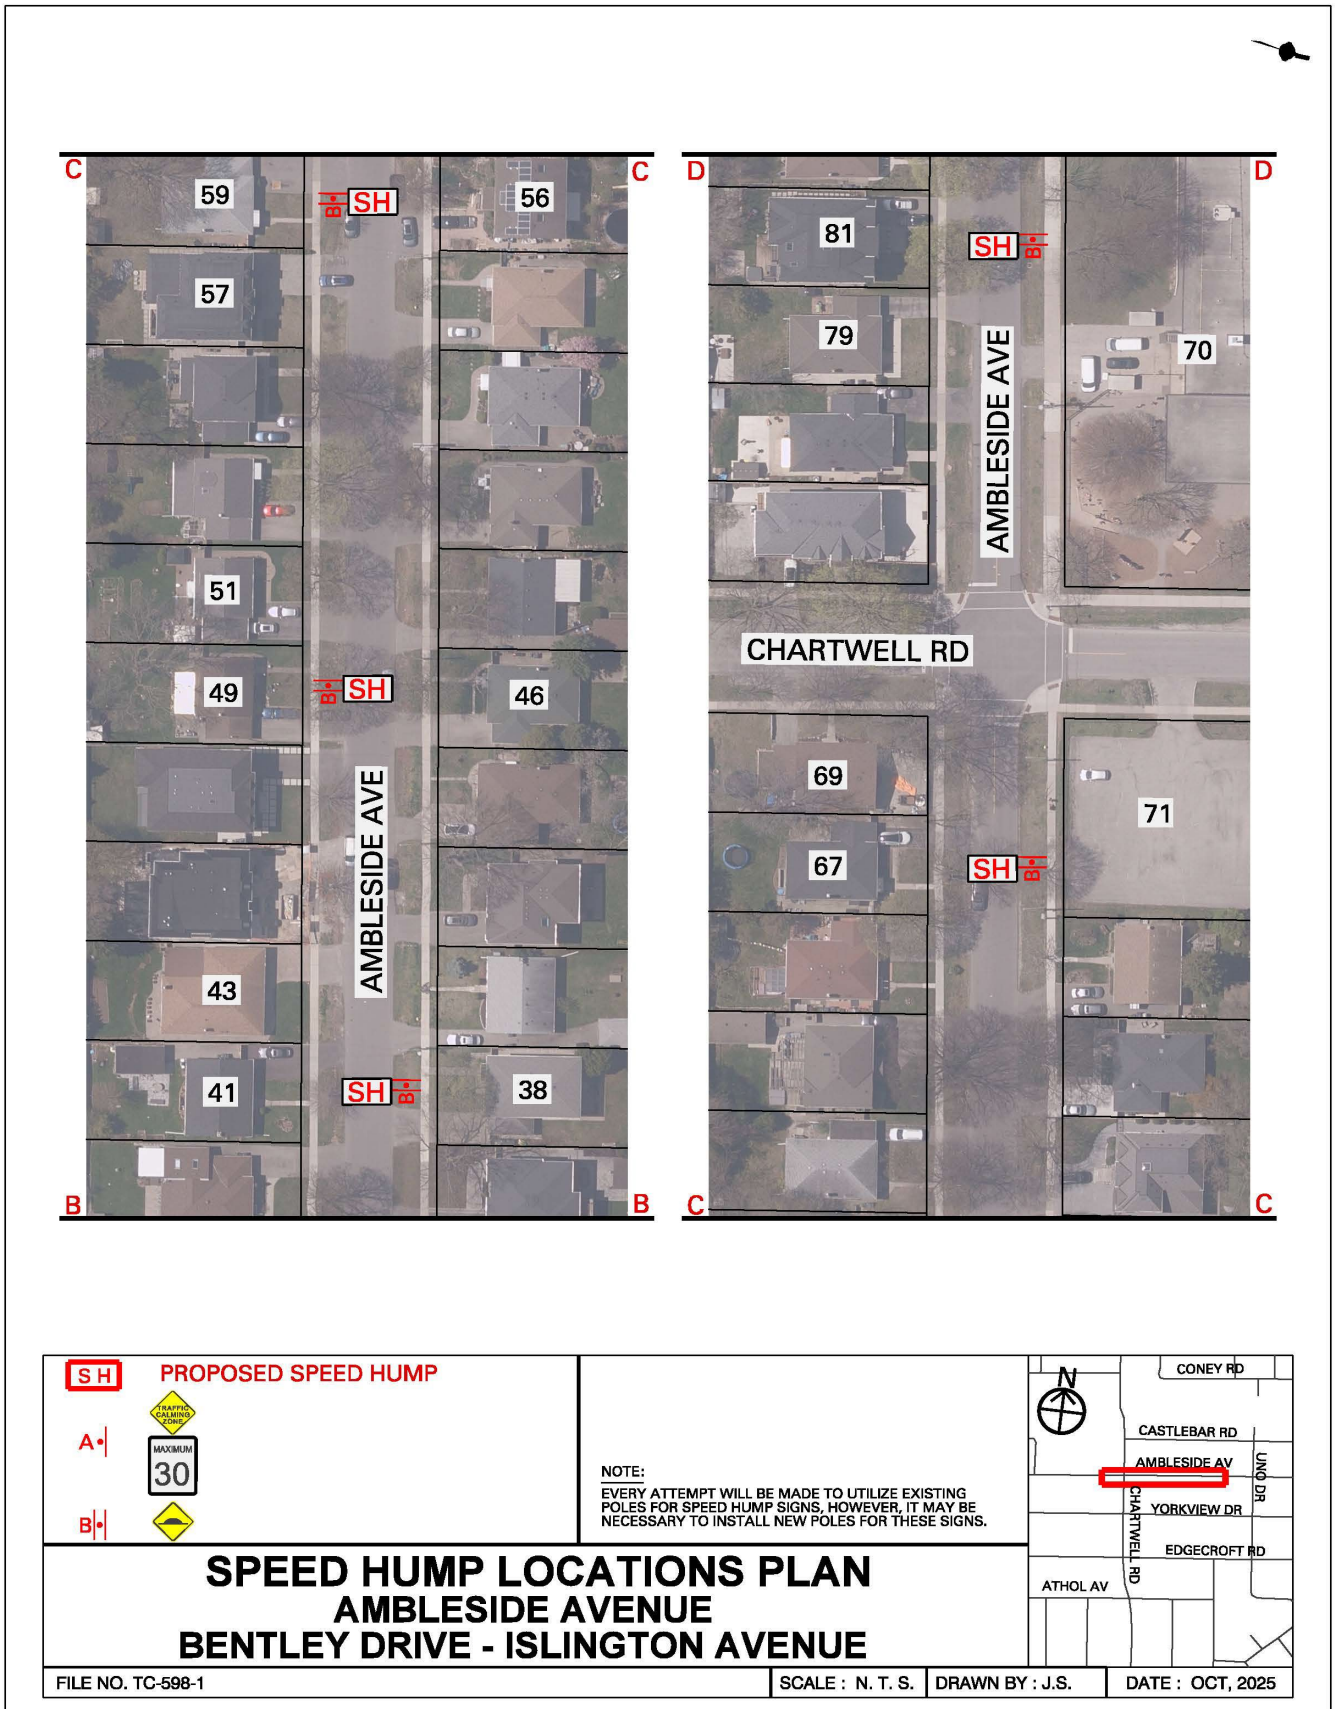 C
C
59
SH
B
56
57
51
49
B
SH
46
AMBLESIDE AVE
43
41
SH
B
38
B
B
D
D
81
SH
B
79
AMBLESIDE AVE
70
CHARTWELL RD
69
71
67
SH
B
C
C
S H
PROPOSED SPEED HUMP
TRAFFIC
CALMING
ZONE
A
MAXIMUM
30
B
NOTE:
EVERY ATTEMPT WILL BE MADE TO UTILIZE EXISTING
POLES FOR SPEED HUMP SIGNS, HOWEVER, IT MAY BE
NECESSARY TO INSTALL NEW POLES FOR THESE SIGNS.
N
CONEY RD
CASTLEBAR RD
AMBLESIDE AV
UNO DR
CHARTWELL RD
YORKVIEW DR
EDGECROFT RD
ATHOL AV
SPEED HUMP LOCATIONS PLAN
AMBLESIDE AVENUE
BENTLEY DRIVE - ISLINGTON AVENUE
FILE NO. TC-598-1
SCALE : N. T. S.
DRAWN BY : J.S.
DATE : OCT, 2025